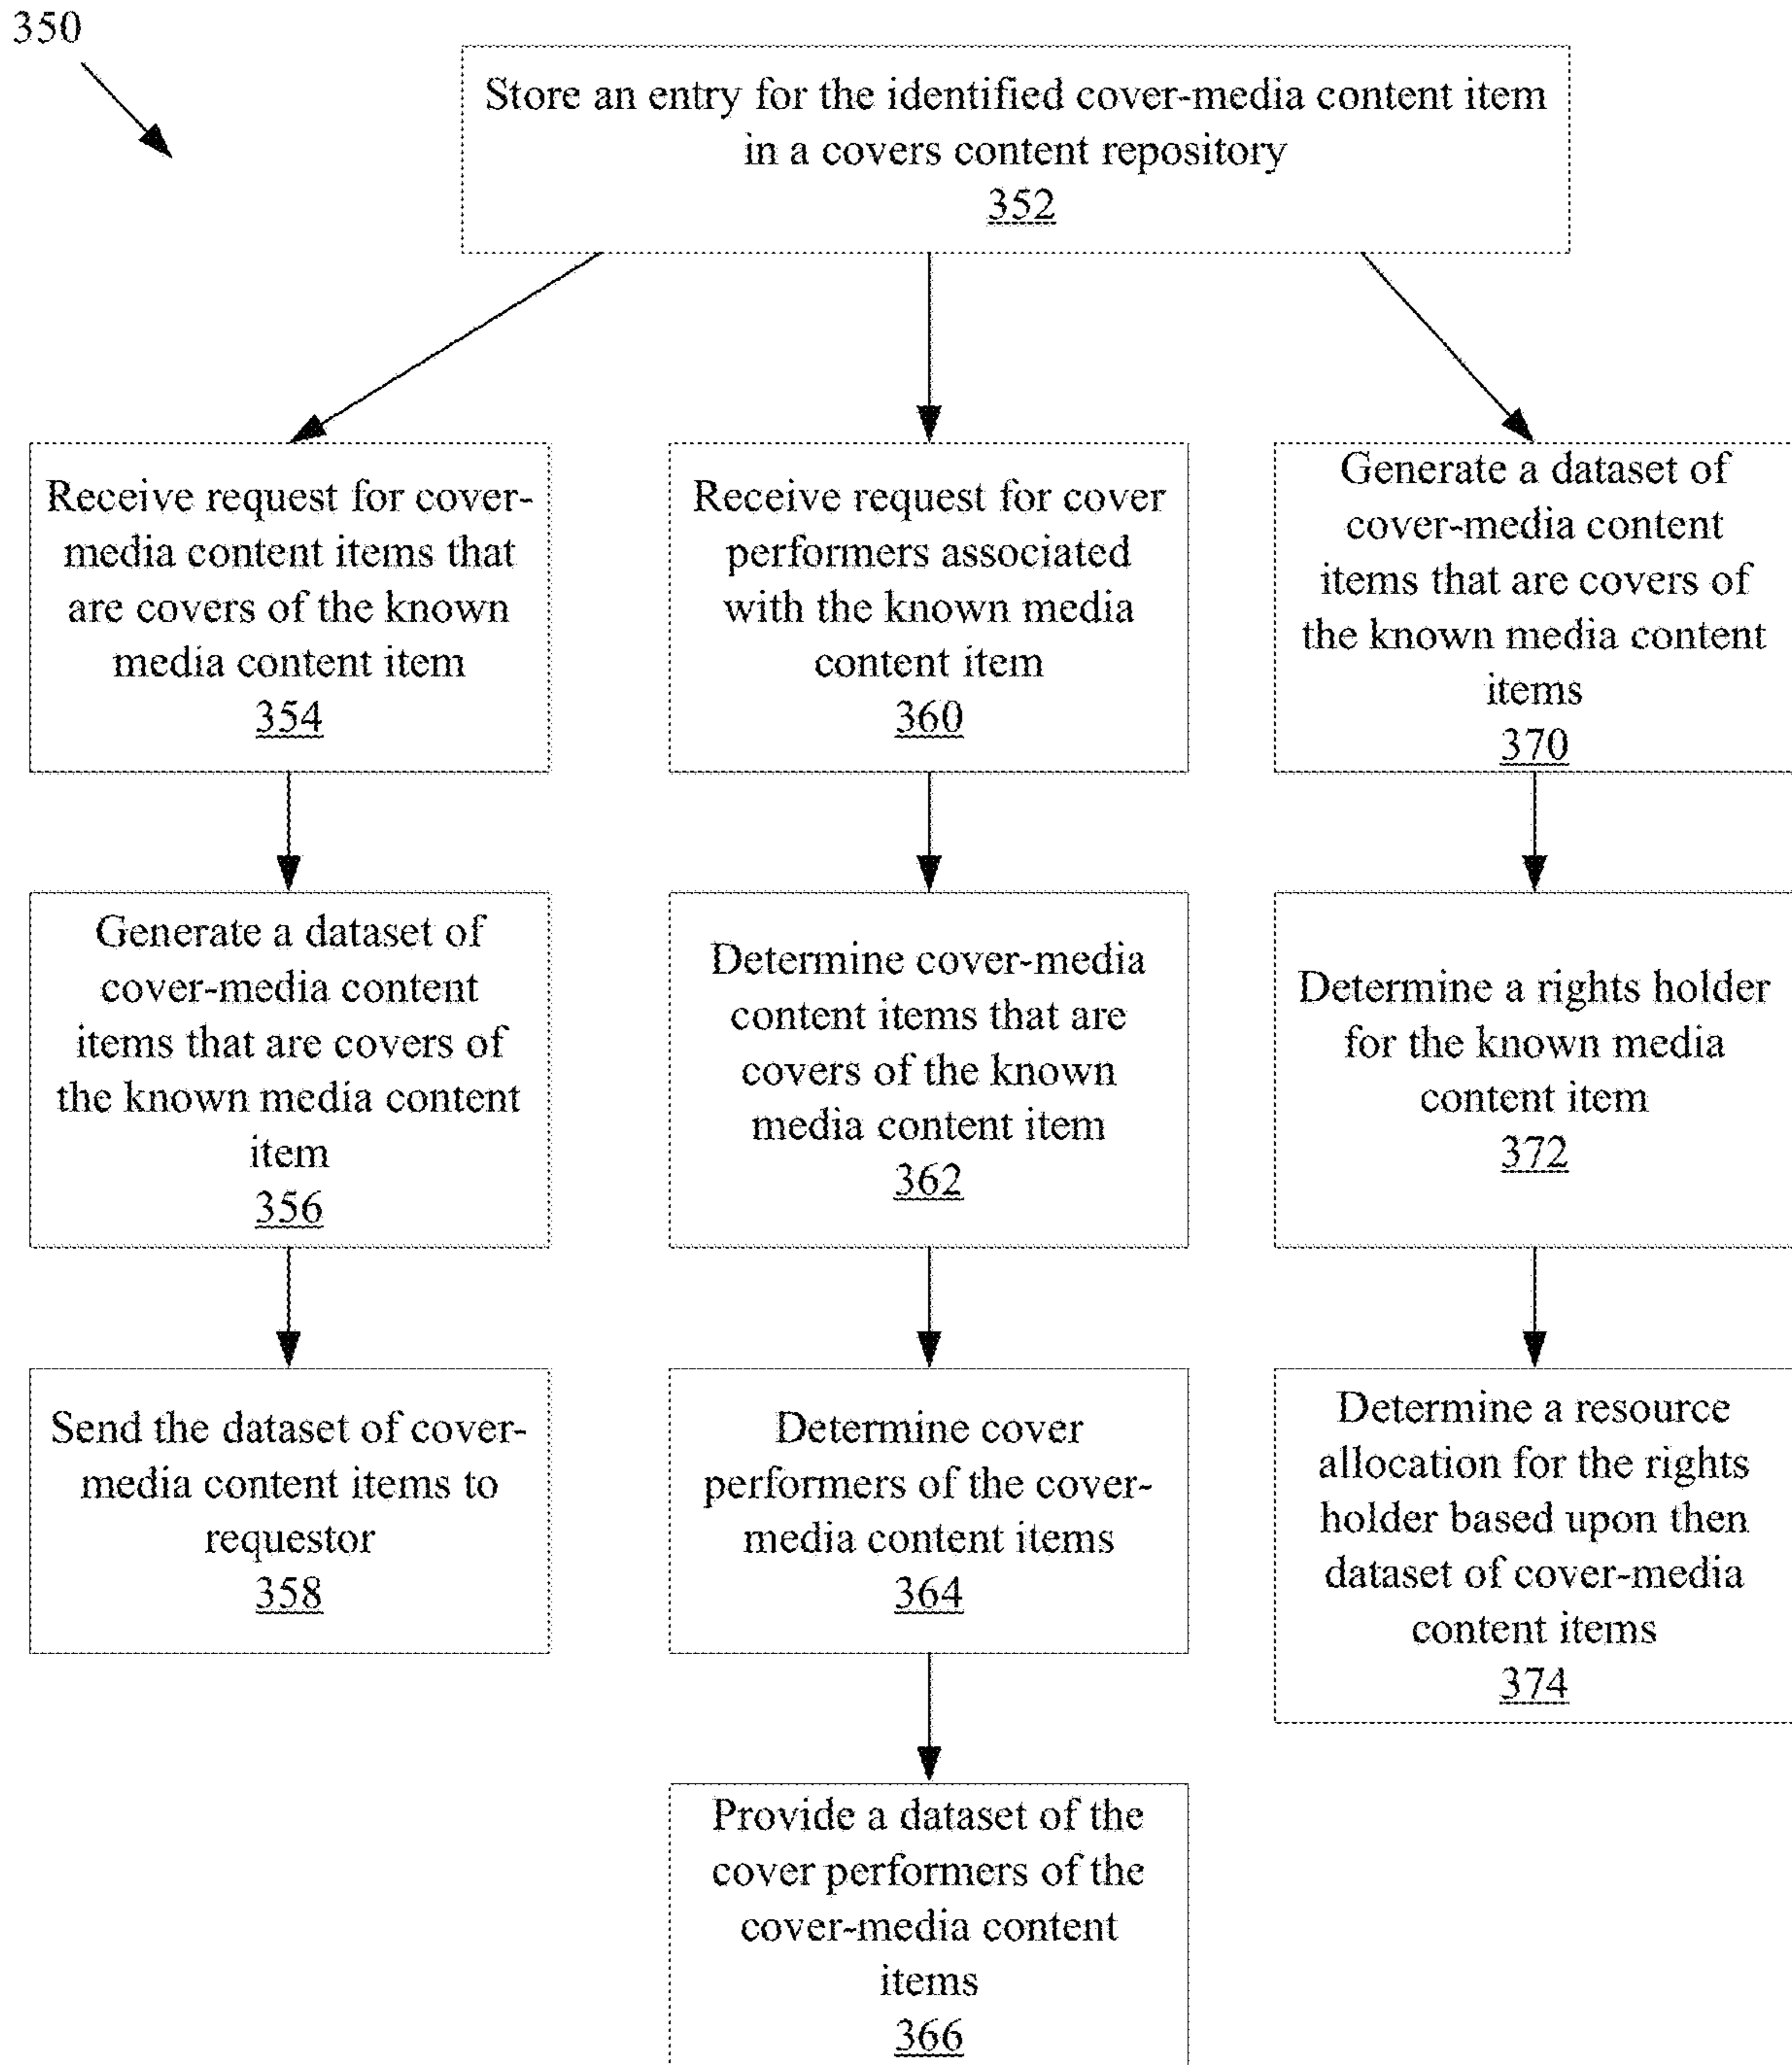 350
Store an entry for the identified cover-media content item
in a covers content repository
352
Receive request for cover-
media content items that
are covers of the known
media content item
354
Receive request for cover
performers associated
with the known media
content item
360
Generate a dataset of
cover-media content
items that are covers of
the known media content
items
370
Generate a dataset of
cover-media content
items that are covers of
the known media content
item
356
Determine cover-media
content items that are
covers of the known
media content item
362
Determine a rights holder
for the known media
content item
372
Send the dataset of cover-
media content items to
requestor
358
Determine cover
performers of the cover-
media content items
364
Determine a resource
allocation for the rights
holder based upon then
dataset of cover-media
content items
374
Provide a dataset of the
cover performers of the
cover-media content
items
366